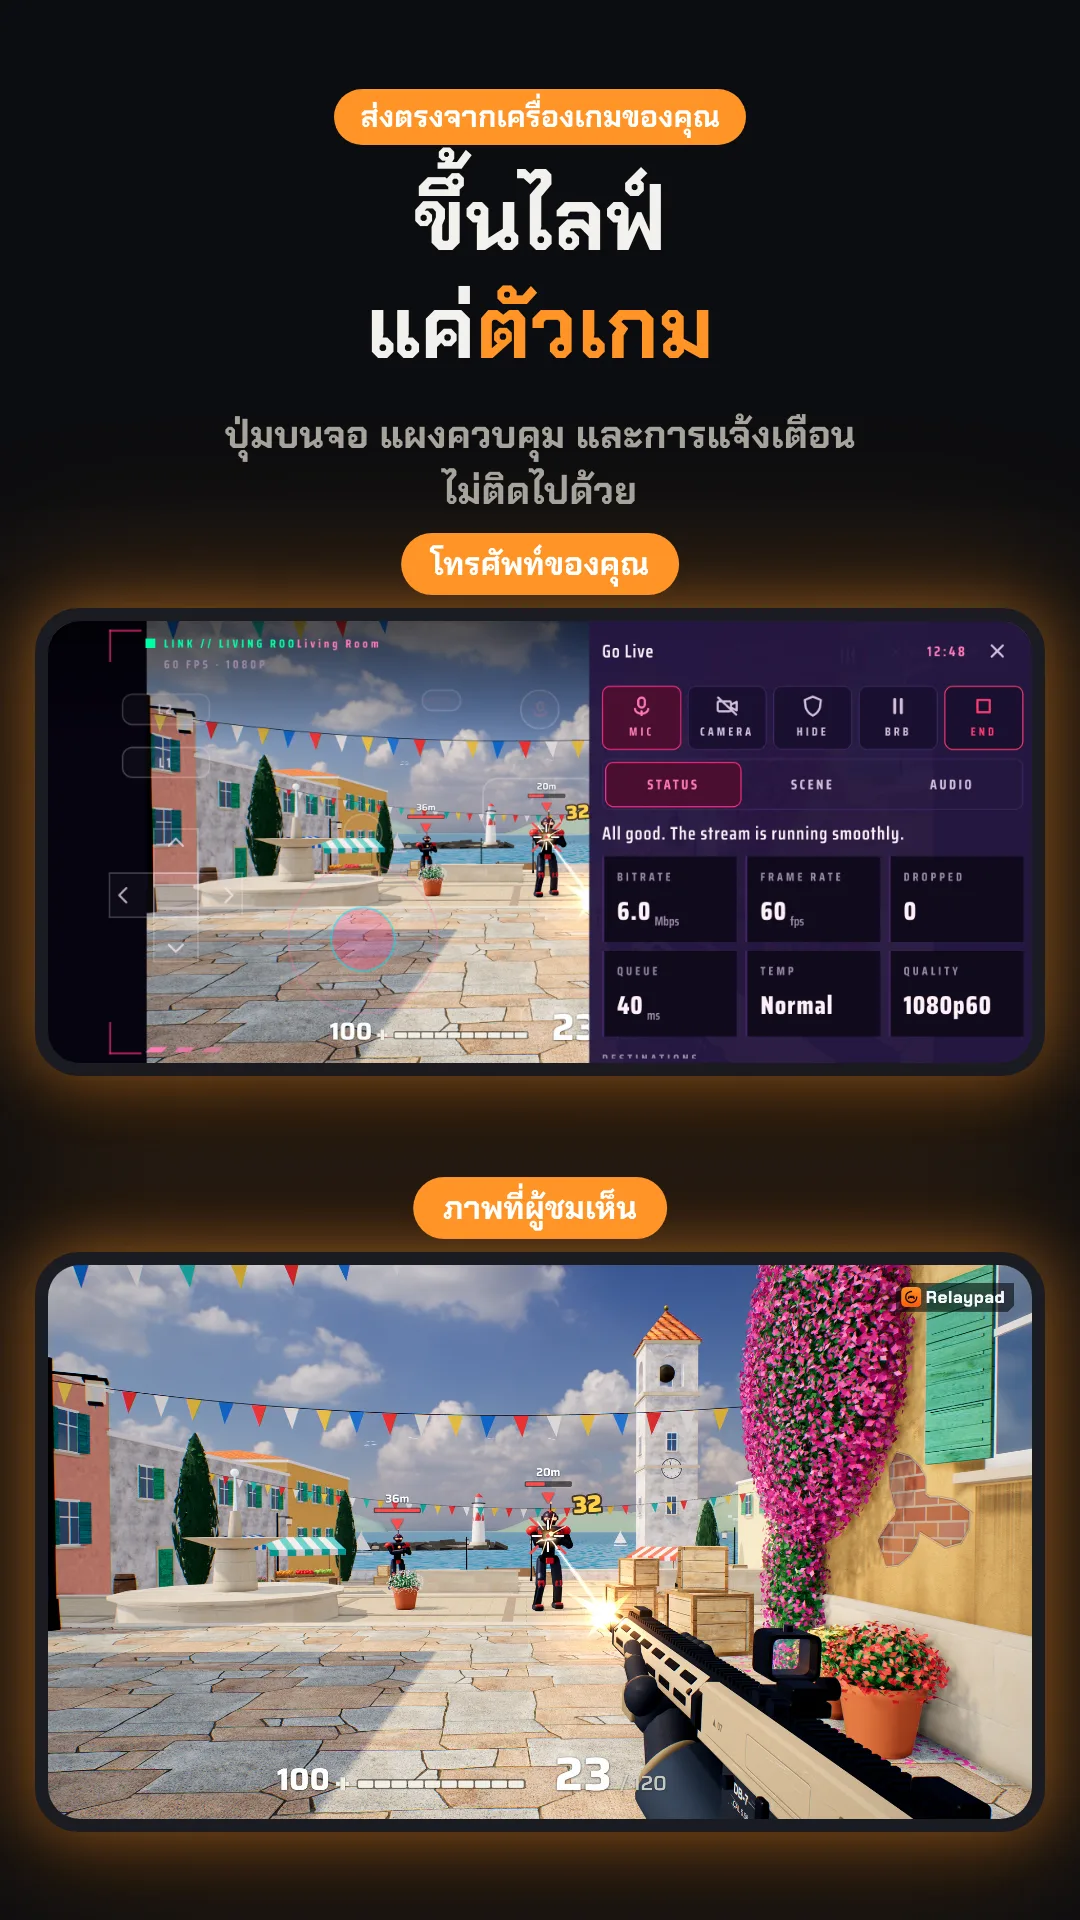 ส่งตรงจากเครื่องเกมของคุณ
ขึ้นไลฟ์
แค่ตัวเกม
ปุ่มบนจอ แผงควบคุม และการแจ้งเตือน
ไม่ติดไปด้วย
โทรศัพท์ของคุณ
LINK // LIVING ROOLiving Room
60 FPS · 1080P
L2
L1
36m
20m
32
100 +
23
Go Live
12:48
MIC
CAMERA
HIDE
BRB
END
STATUS
SCENE
AUDIO
All good. The stream is running smoothly.
BITRATE
FRAME RATE
DROPPED
6.0 Mbps
60 fps
0
QUEUE
TEMP
QUALITY
40 ms
Normal
1080p60
DESTINATIONS
ภาพที่ผู้ชมเห็น
Relaypad
20m
36m
32
100 +
23 / 120
DB-7